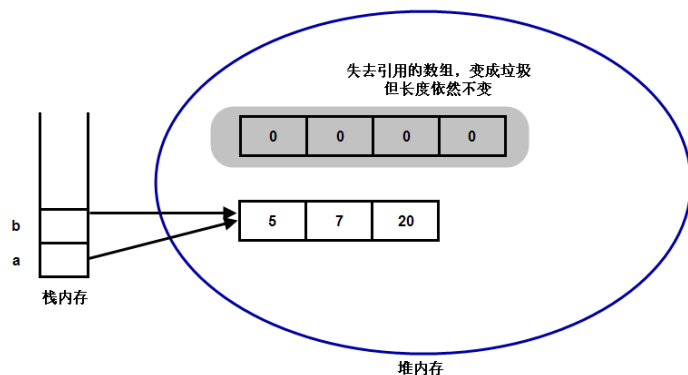 失去引用的数组，变成垃圾
但长度依然不变
0 0 0 0
b
5 7 20
a
栈内存
堆内存